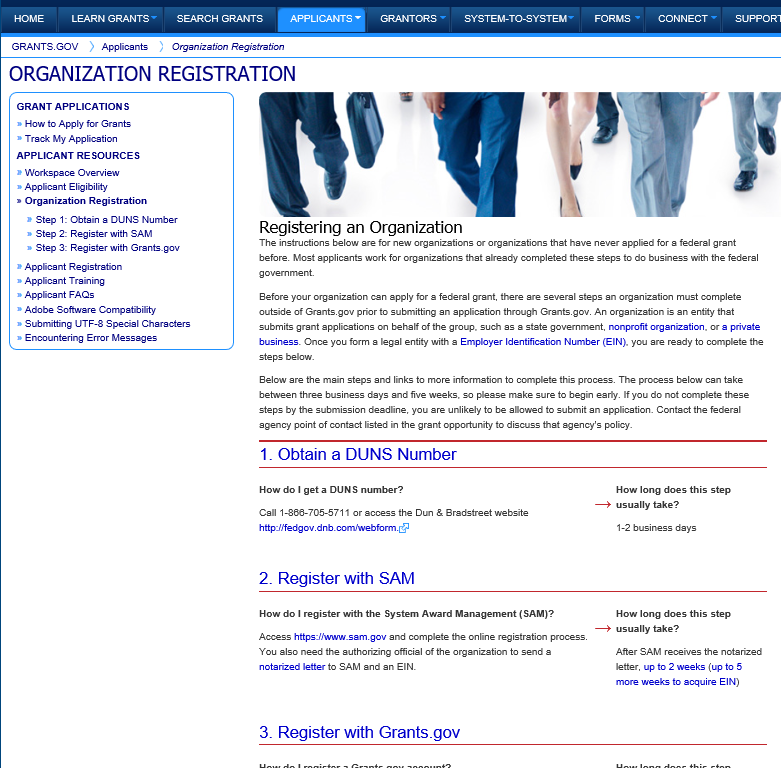 HOME LEARN GRANTS SEARCH GRANTS APPLICANTS GRANTORS SYSTEM-TO-SYSTEM FORMS CONNECT SUPPORT
GRANTS.GOV Applicants Organization Registration
ORGANIZATION REGISTRATION
GRANT APPLICATIONS
» How to Apply for Grants
» Track My Application
APPLICANT RESOURCES
» Workspace Overview
» Applicant Eligibility
» Organization Registration
» Step 1: Obtain a DUNS Number
» Step 2: Register with SAM
» Step 3: Register with Grants.gov
» Applicant Registration
» Applicant Training
» Applicant FAQs
» Adobe Software Compatibility
» Submitting UTF-8 Special Characters
» Encountering Error Messages
Registering an Organization
The instructions below are for new organizations or organizations that have never applied for a federal grant
before. Most applicants work for organizations that already completed these steps to do business with the federal
government.
Before your organization can apply for a federal grant, there are several steps an organization must complete
outside of Grants.gov prior to submitting an application through Grants.gov. An organization is an entity that
submits grant applications on behalf of the group, such as a state government, nonprofit organization, or a private
business. Once you form a legal entity with a Employer Identification Number (EIN), you are ready to complete the
steps below.
Below are the main steps and links to more information to complete this process. The process below can take
between three business days and five weeks, so please make sure to begin early. If you do not complete these
steps by the submission deadline, you are unlikely to be allowed to submit an application. Contact the federal
agency point of contact listed in the grant opportunity to discuss that agency's policy.
1. Obtain a DUNS Number
How do I get a DUNS number?
Call 1-866-705-5711 or access the Dun & Bradstreet website
http://fedgov.dnb.com/webform.
→ How long does this step
usually take?
1-2 business days
2. Register with SAM
How do I register with the System Award Management (SAM)?
Access https://www.sam.gov and complete the online registration process.
You also need the authorizing official of the organization to send a
notarized letter to SAM and an EIN.
→ How long does this step
usually take?
After SAM receives the notarized
letter, up to 2 weeks (up to 5
more weeks to acquire EIN)
3. Register with Grants.gov
How do I register a Grants.gov account?
How long does this step